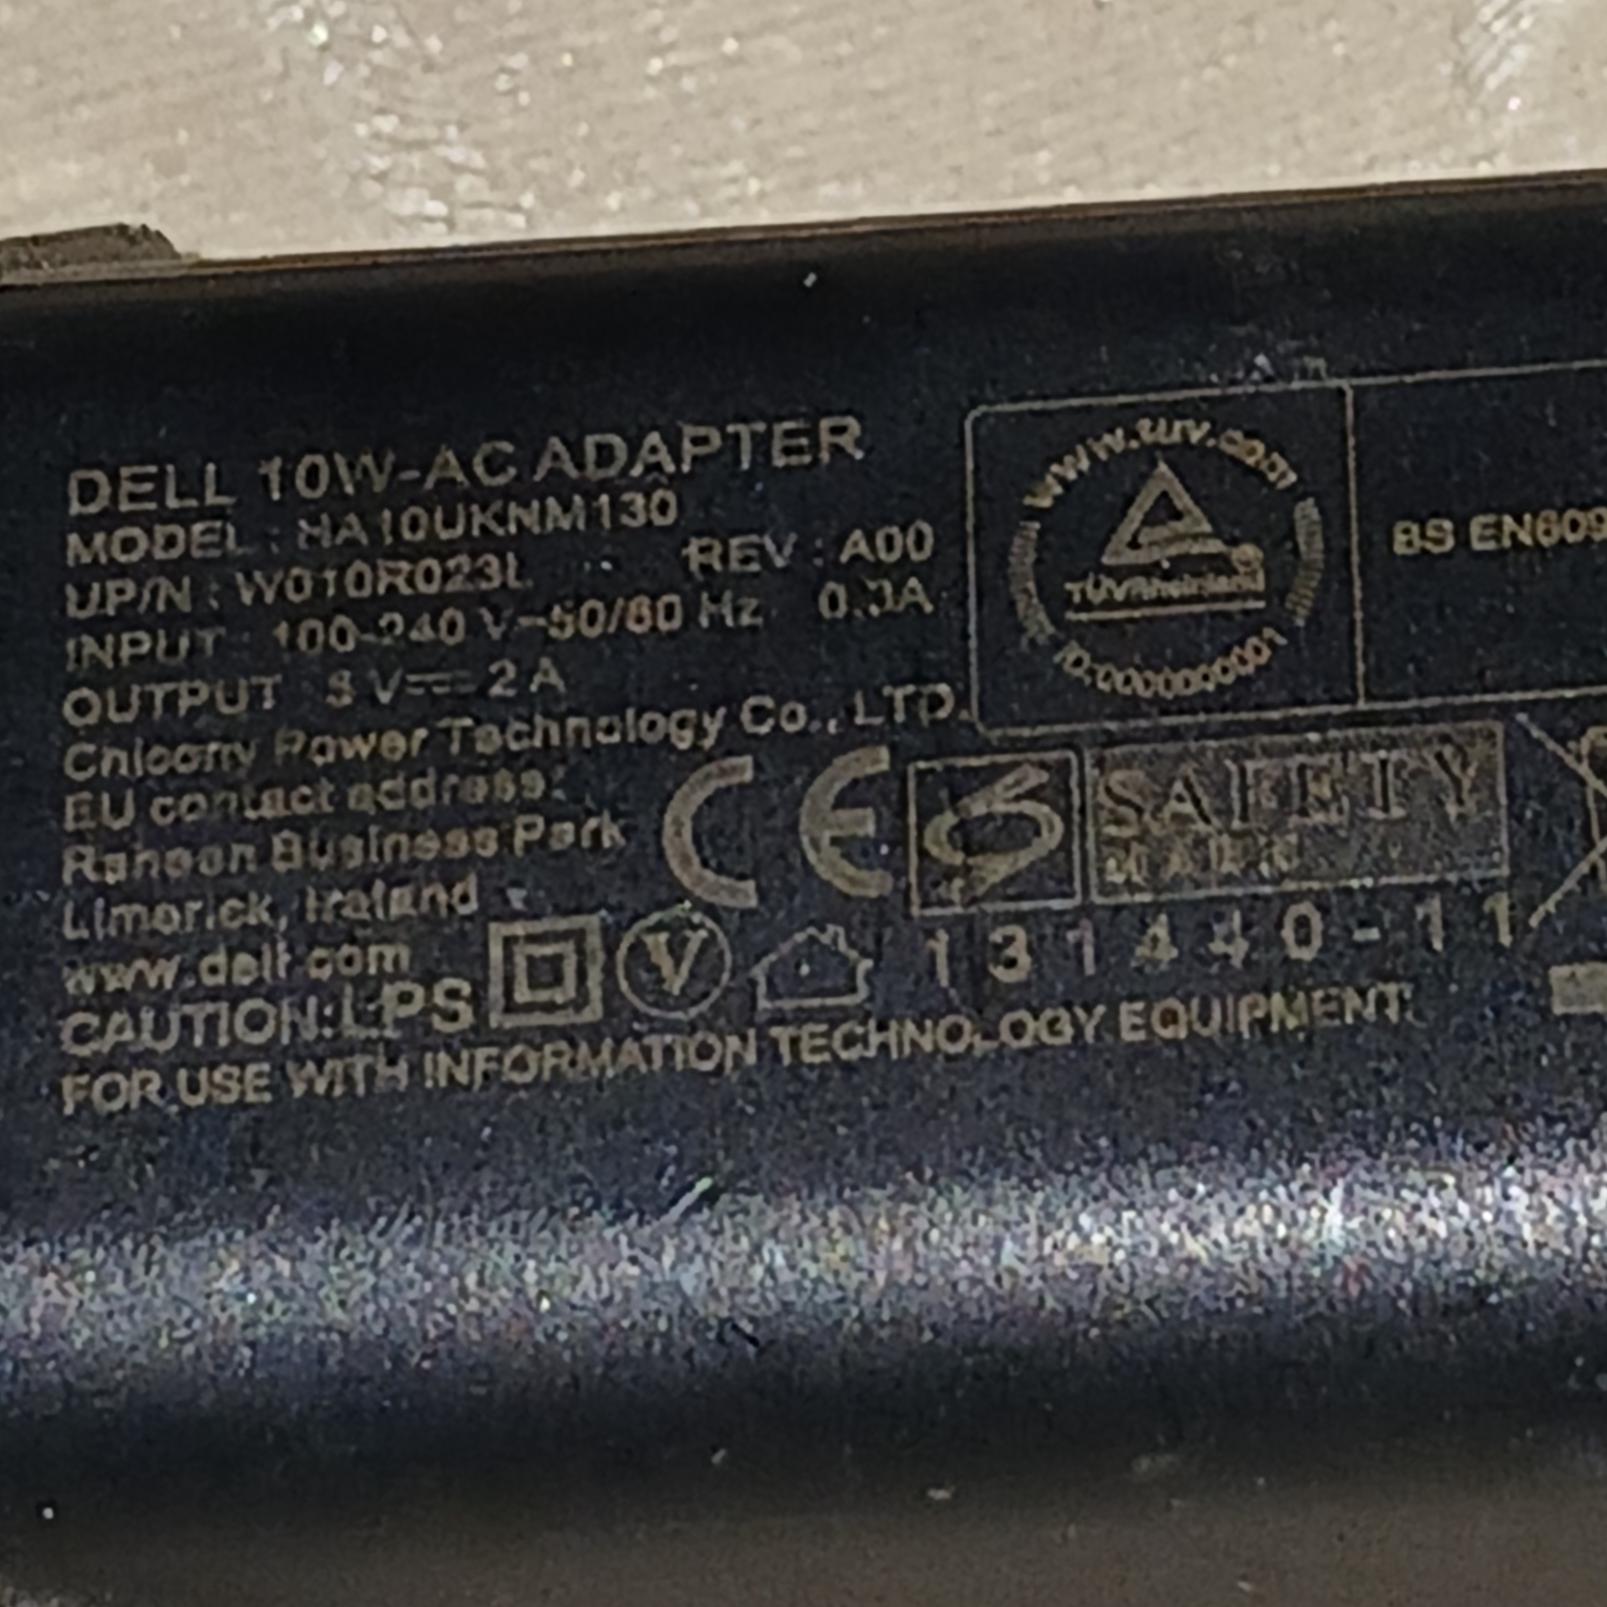 DELL 10W-AC ADAPTER
MODEL : HA10UKNM130
UP/N : W010R023L REV : A00
INPUT : 100-240 V~50/60 Hz
OUTPUT 5 V⎓2 A
Chicony Power Technology Co., LTD.
EU contact address:
Raheen Business Park
Limerick, Ireland
www.dell.com
CAUTION:LPS
FOR USE WITH INFORMATION TECHNOLOGY EQUIPMENT
www.tuv.com
TÜVRheinland
ID:0000000001
BS EN609
CE
SAFETY
MARK
V
131440-11